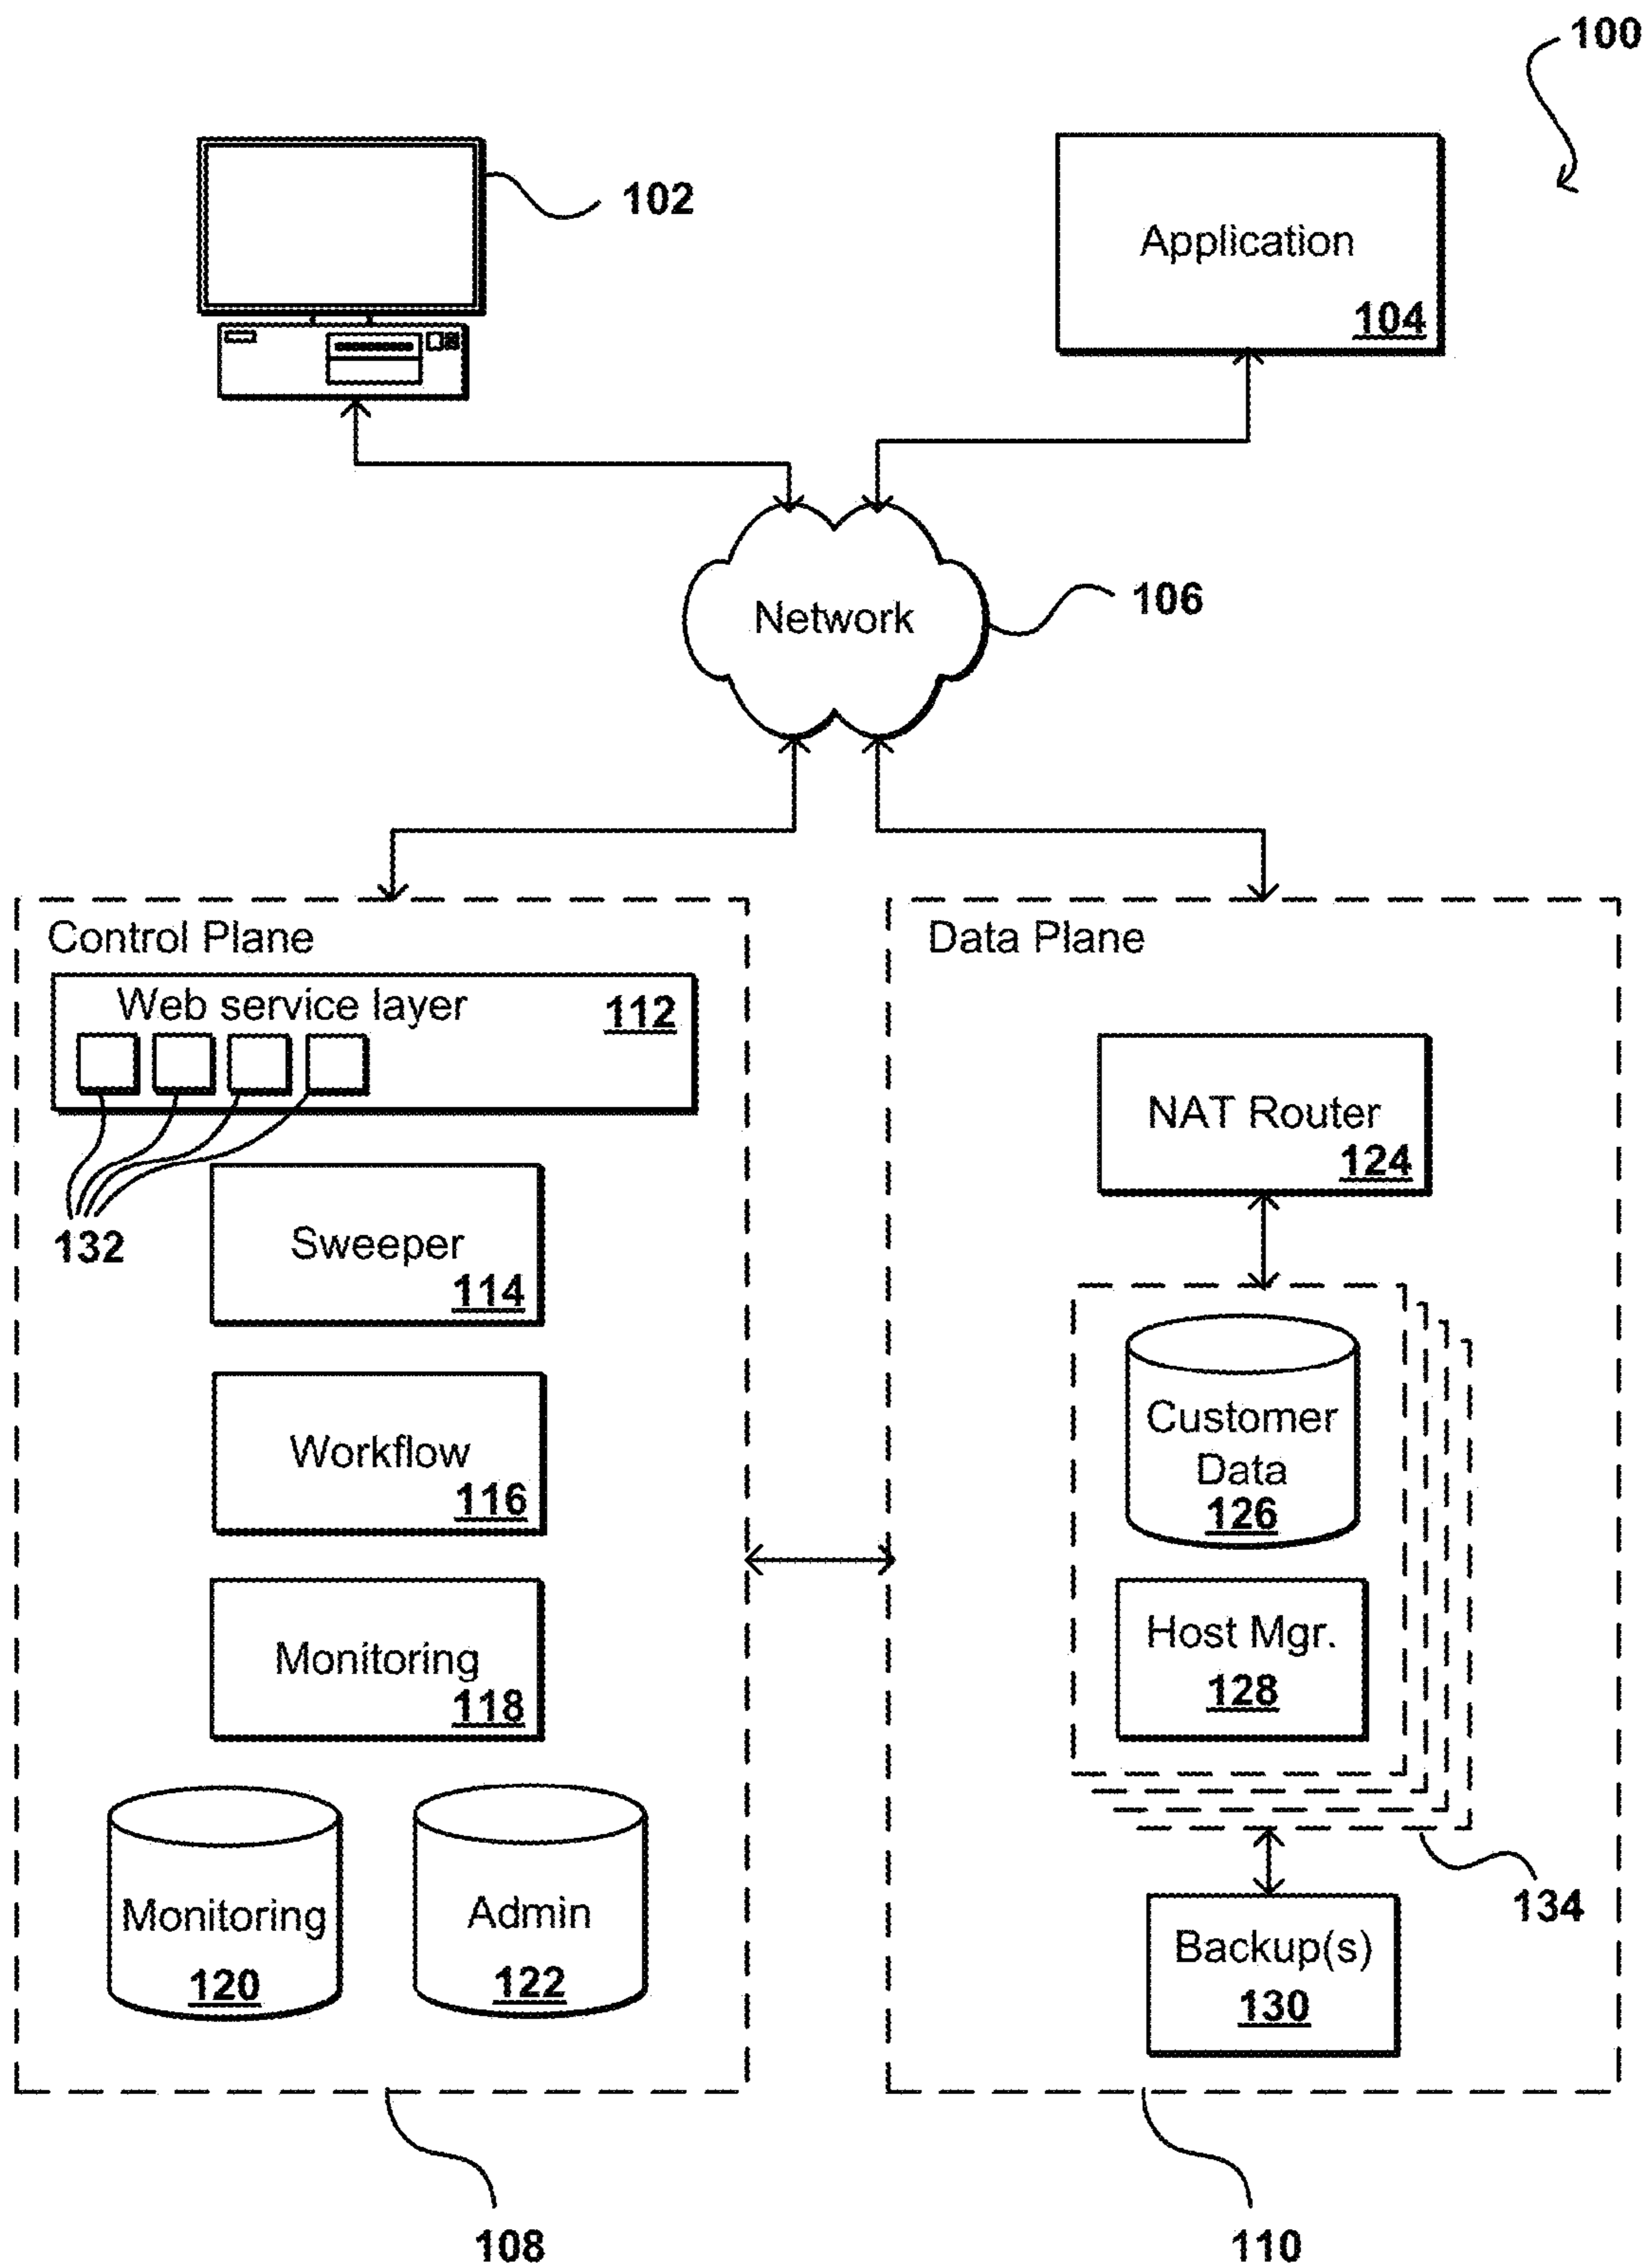 100
102
Application
104
Network
106
Control Plane
Web service layer
112
132
Sweeper
114
Workflow
116
Monitoring
118
Monitoring
120
Admin
122
108
Data Plane
NAT Router
124
Customer
Data
126
Host Mgr.
128
134
Backup(s)
130
110